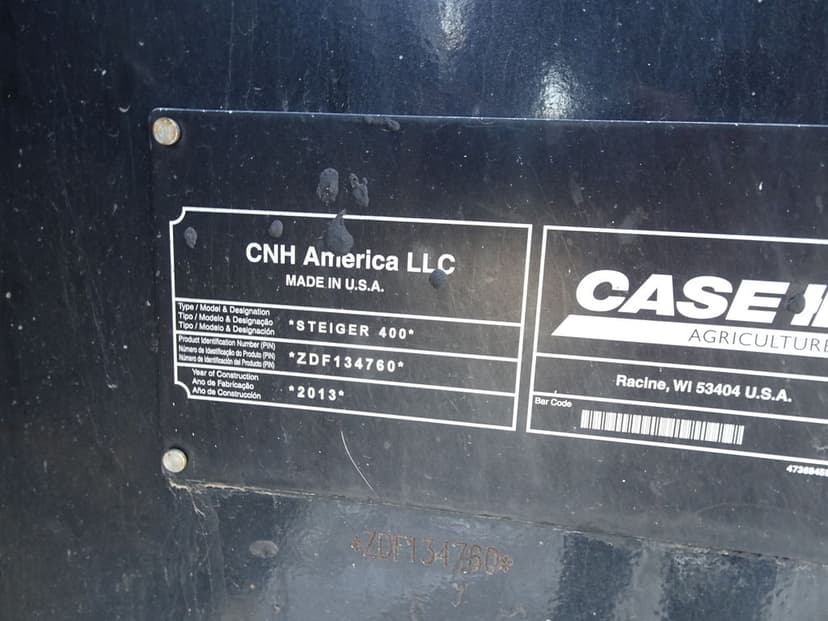 CNH America LLC
MADE IN U.S.A.
Type / Model & Designation
Tipo / Modelo & Designação
Tipo / Modelo & Designación
*STEIGER 400*
Product Identification Number (PIN)
Número de Identificação do Produto (PIN)
Número de Identificación del Producto (PIN)
*ZDF134760*
Year of Construction
Ano de Fabricação
Año de Construcción
*2013*
CASE I
AGRICULTURE
Racine, WI 53404 U.S.A.
Bar Code
*ZDF134760*